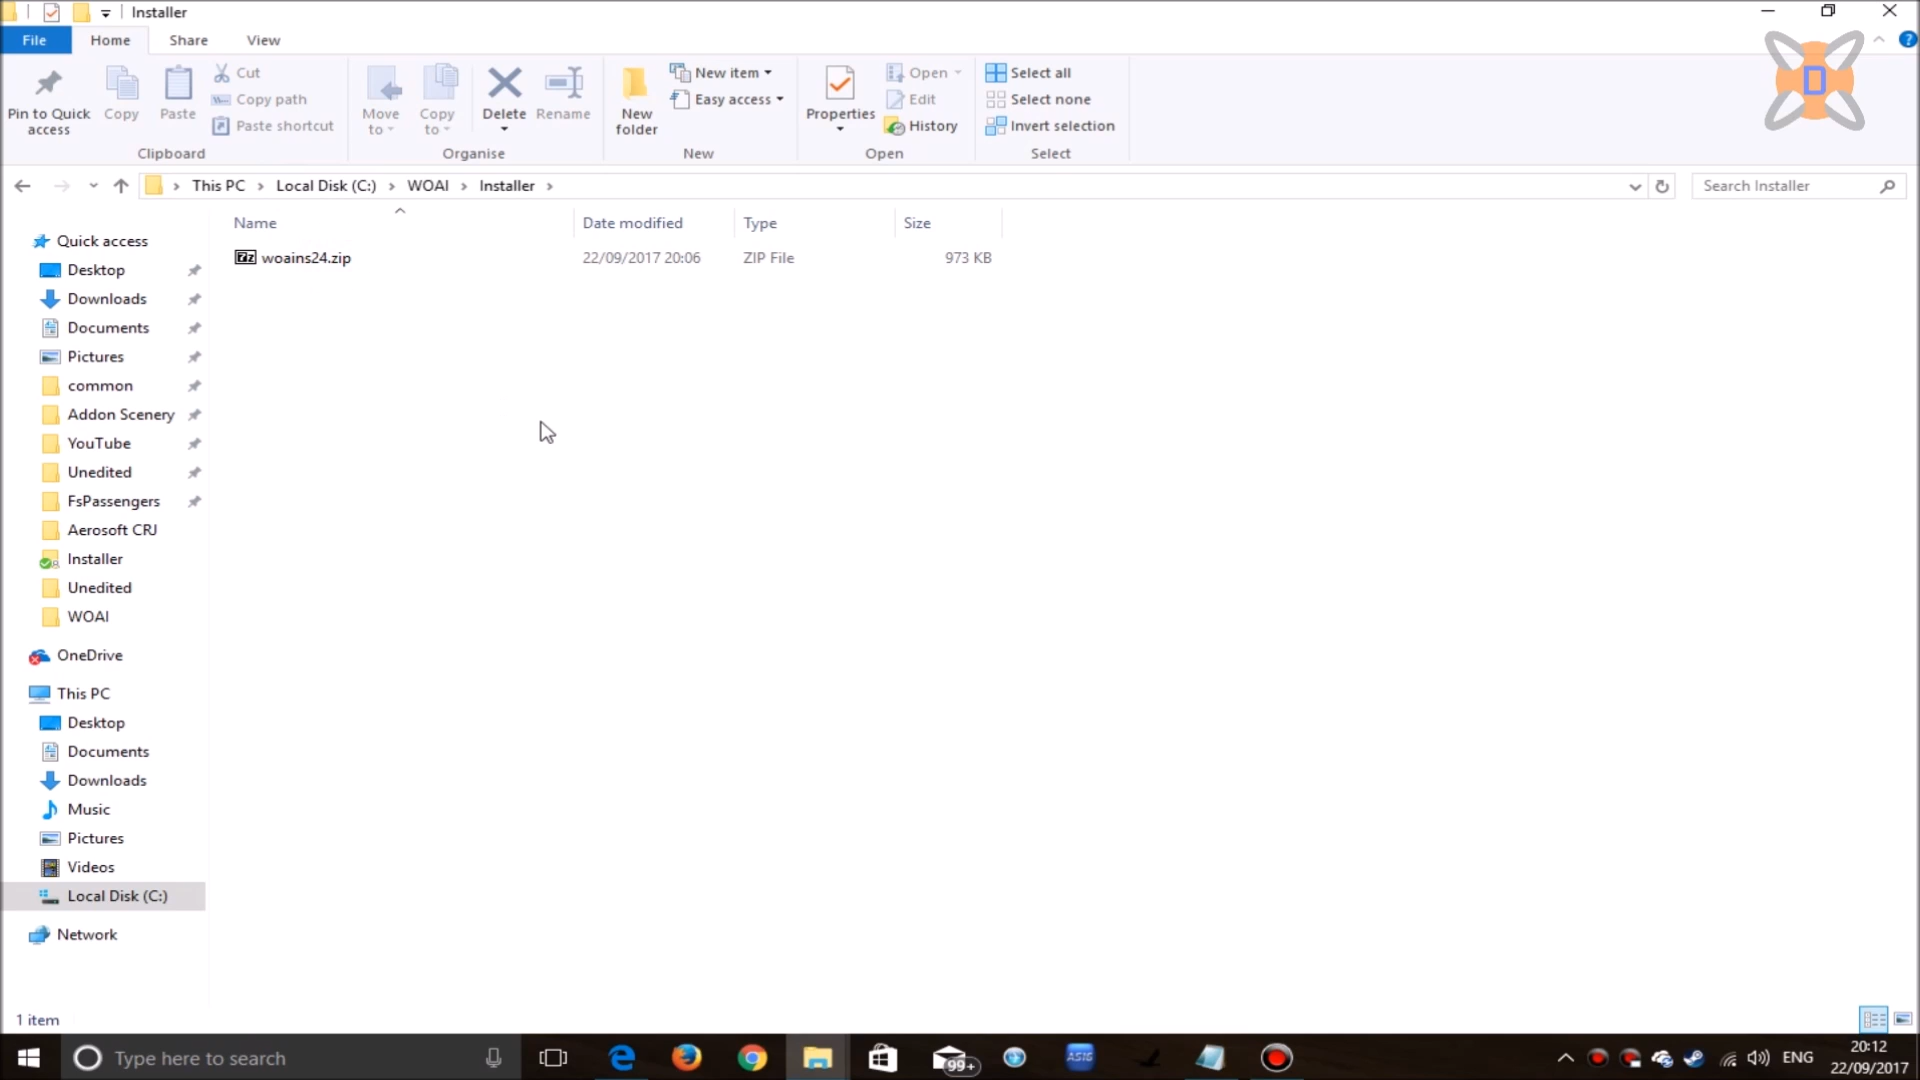 Installer
File Home Share View
Pin to Quick access
Copy
Paste
Cut
Copy path
Paste shortcut
Clipboard
Move to
Copy to
Delete
Rename
Organise
New folder
New item
Easy access
New
Properties
Open
Edit
History
Open
Select all
Select none
Invert selection
Select
D
This PC Local Disk (C:) WOAI Installer
Search Installer
Name Date modified Type Size
woains24.zip 22/09/2017 20:06 ZIP File 973 KB
Quick access
Desktop
Downloads
Documents
Pictures
common
Addon Scenery
YouTube
Unedited
FsPassengers
Aerosoft CRJ
Installer
Unedited
WOAI
OneDrive
This PC
Desktop
Documents
Downloads
Music
Pictures
Videos
Local Disk (C:)
Network
1 item
Type here to search
99+
AS16
ENG
20:12
22/09/2017